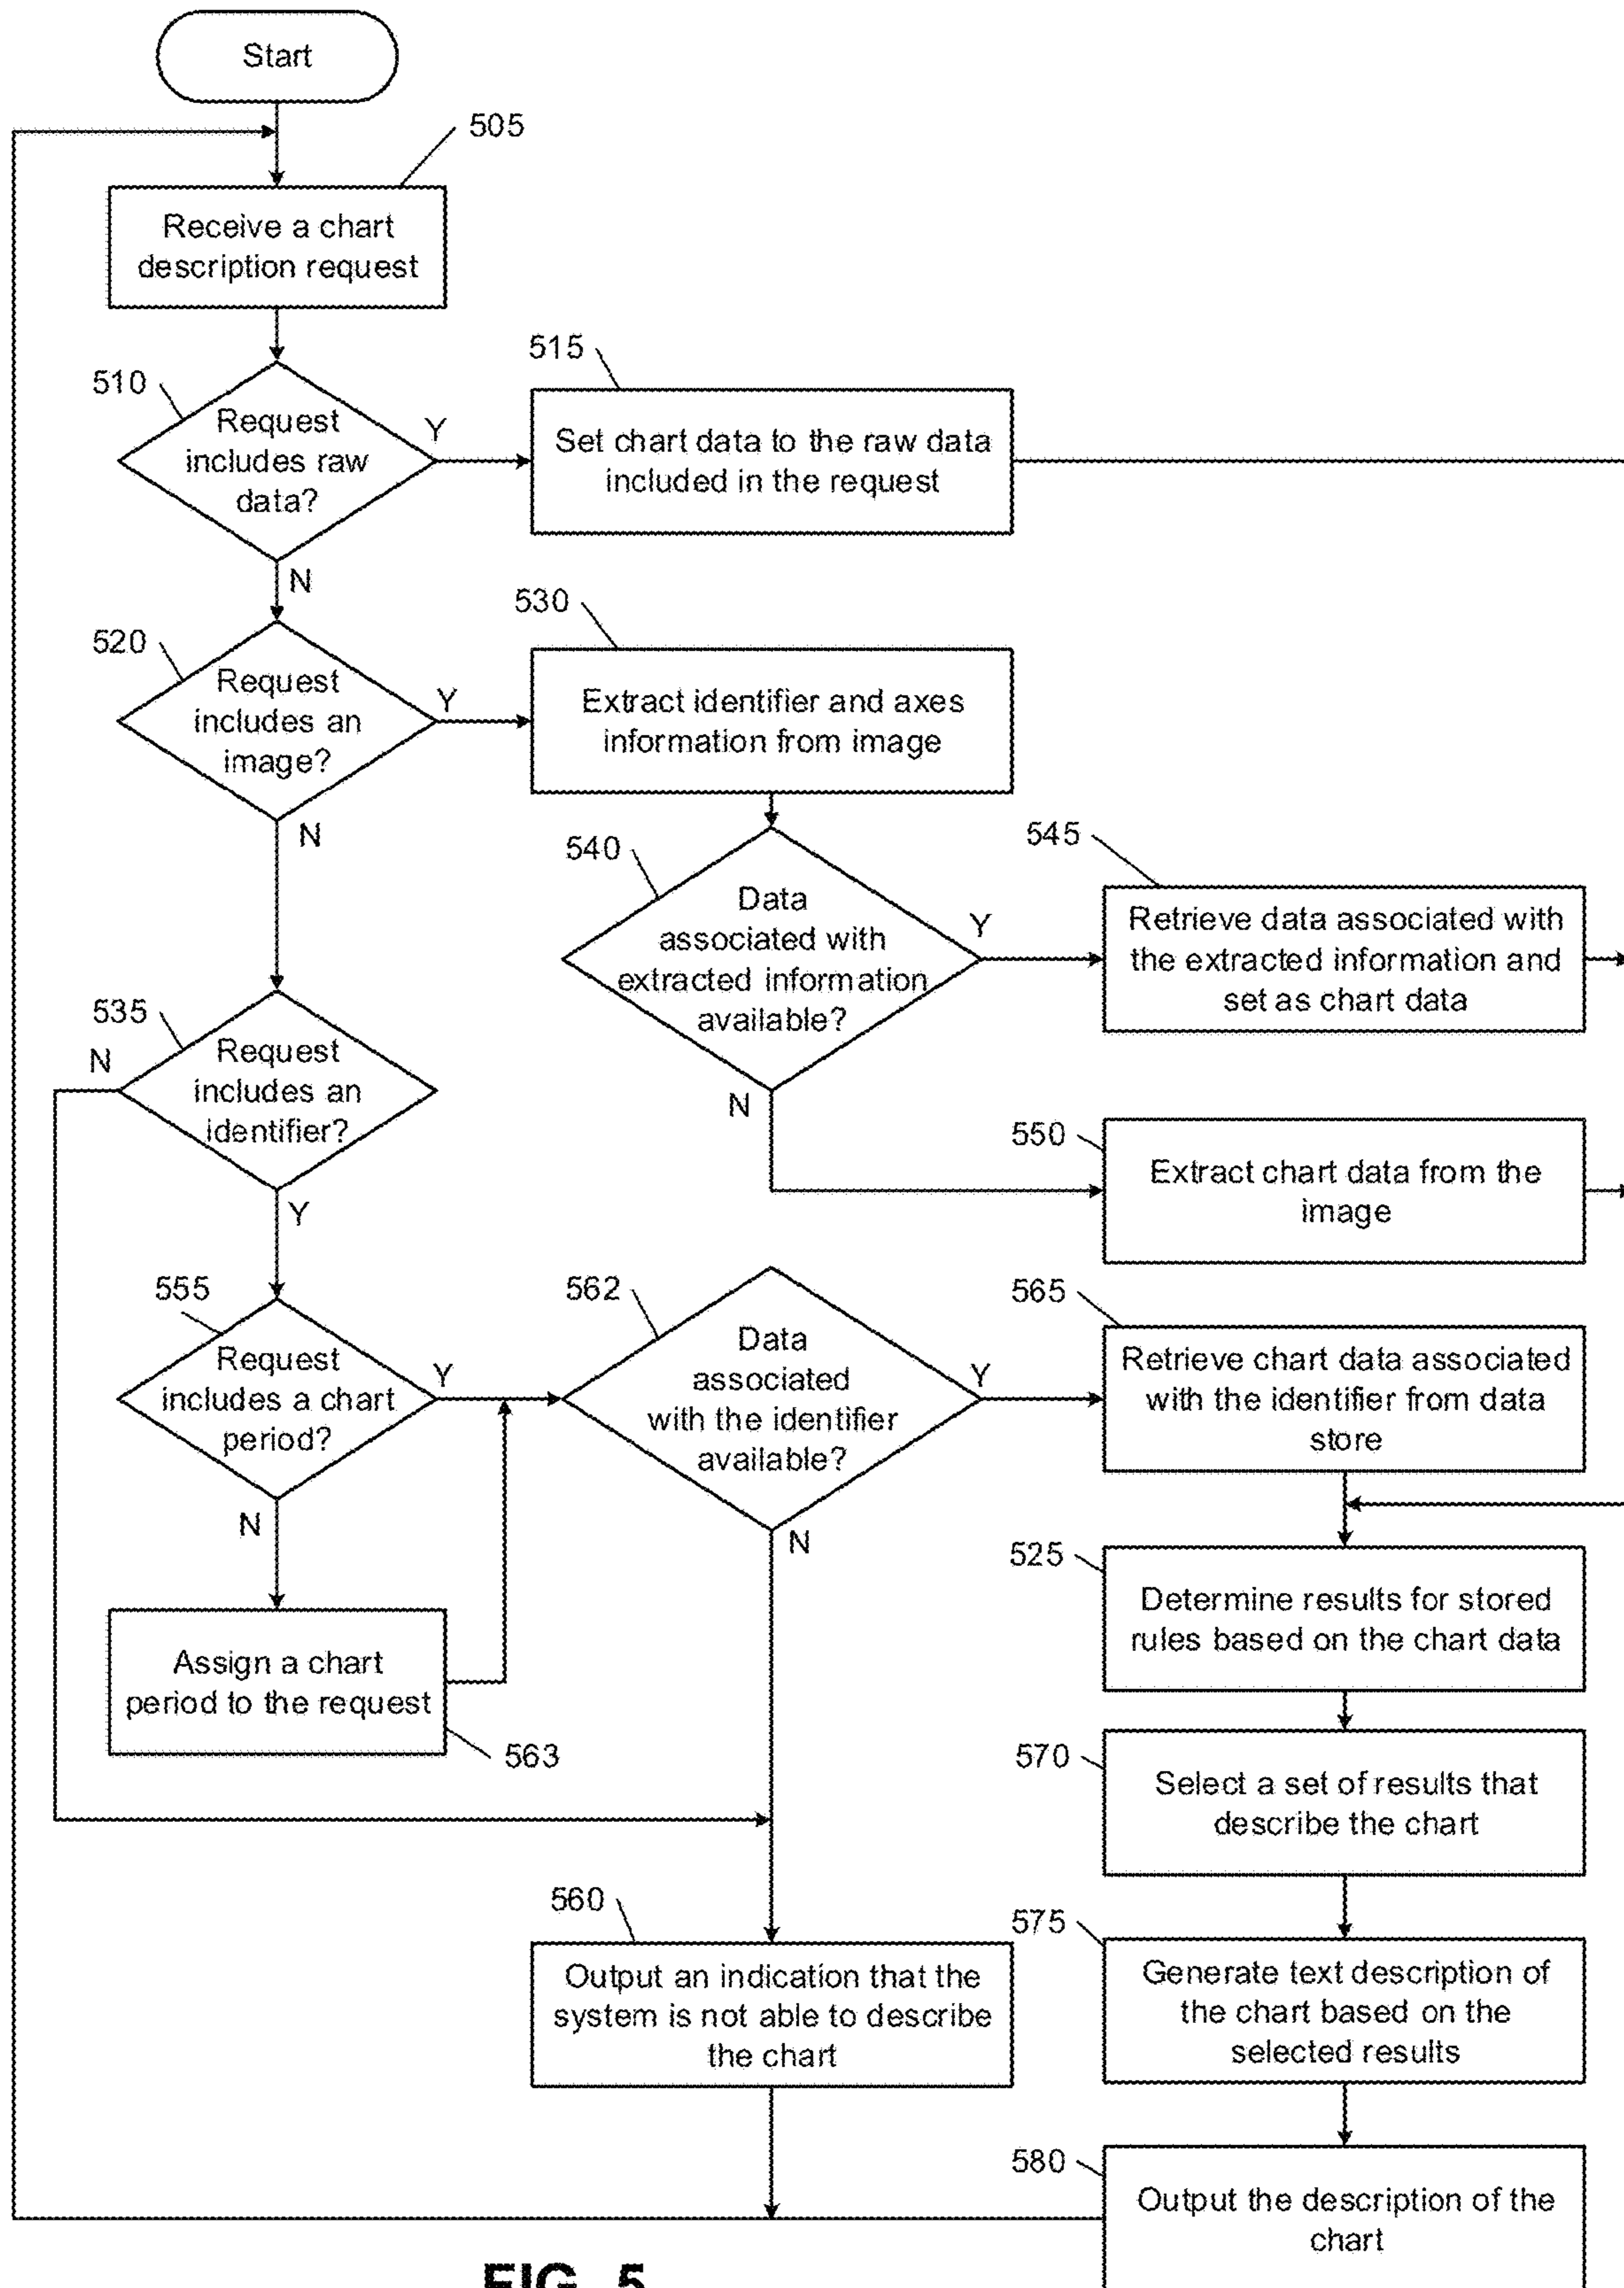 Start
505
Receive a chart
description request
510
Request
includes raw
data?
Y
N
515
Set chart data to the raw data
included in the request
520
Request
includes an
image?
Y
N
530
Extract identifier and axes
information from image
540
Data
associated with
extracted information
available?
Y
N
545
Retrieve data associated with
the extracted information and
set as chart data
535
N
Request
includes an
identifier?
Y
550
Extract chart data from the
image
555
Request
includes a chart
period?
Y
N
562
Data
associated
with the identifier
available?
Y
N
565
Retrieve chart data associated
with the identifier from data
store
525
Determine results for stored
rules based on the chart data
Assign a chart
period to the request
563
570
Select a set of results that
describe the chart
560
Output an indication that the
system is not able to describe
the chart
575
Generate text description of
the chart based on the
selected results
580
Output the description of the
chart
FIG. 5